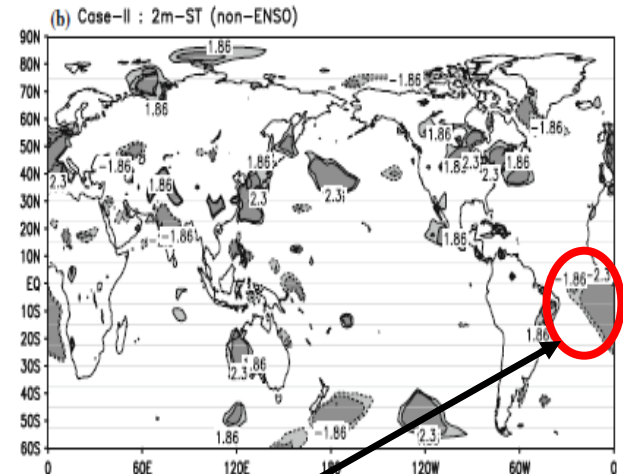 (b) Case-II : 2m-ST (non-ENSO)
90N
1.86
80N
-1.86
70N
1.86
60N
1.86
-1.86
50N
-1.86
1.86
2.3
1.86
40N
2.3
1.86
2.3
2.3
30N
2.3
20N
-1.86
1.86
10N
EQ
-1.86
-2.3
10S
20S
1.86
30S
2.3
1.86
40S
50S
1.86
-1.86
-2.3
60S
0
60E
120E
120W
60W
0